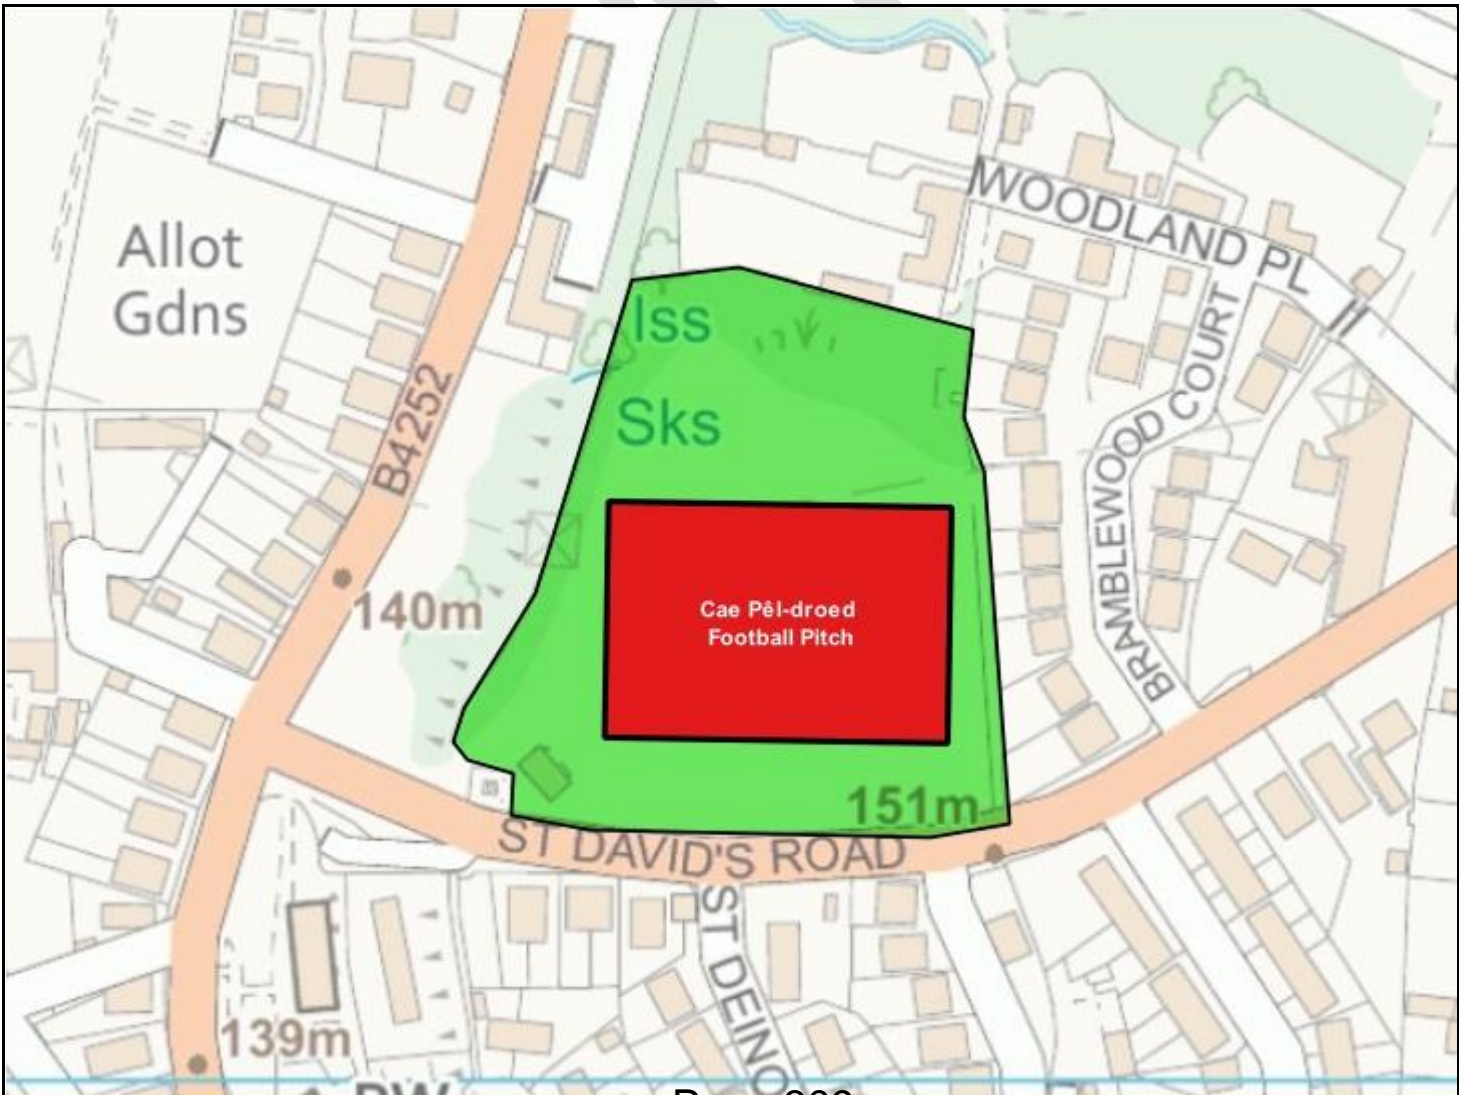 WOODLAND PL
Allot
Gdns
Iss
Sks
B4252
BRAMBLEWOOD COURT
140m
Cae Pêl-droed
Football Pitch
151m
ST DAVID'S ROAD
ST DEINO
139m